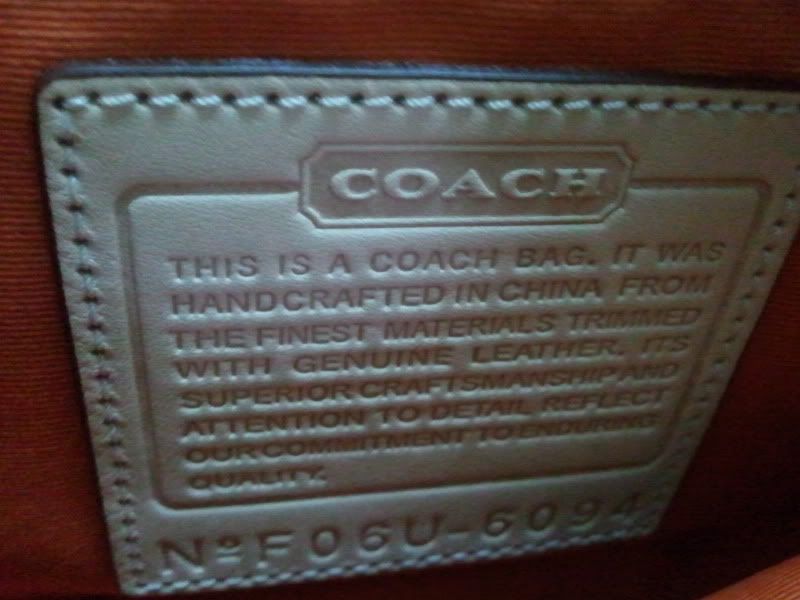 COACH
THIS IS A COACH BAG. IT WAS
HANDCRAFTED IN CHINA FROM
THE FINEST MATERIALS TRIMMED
WITH GENUINE LEATHER. ITS
SUPERIOR CRAFTSMANSHIP AND
ATTENTION TO DETAIL REFLECT
OUR COMMITMENT TO ENDURING
QUALITY.
Nº F06U-6094